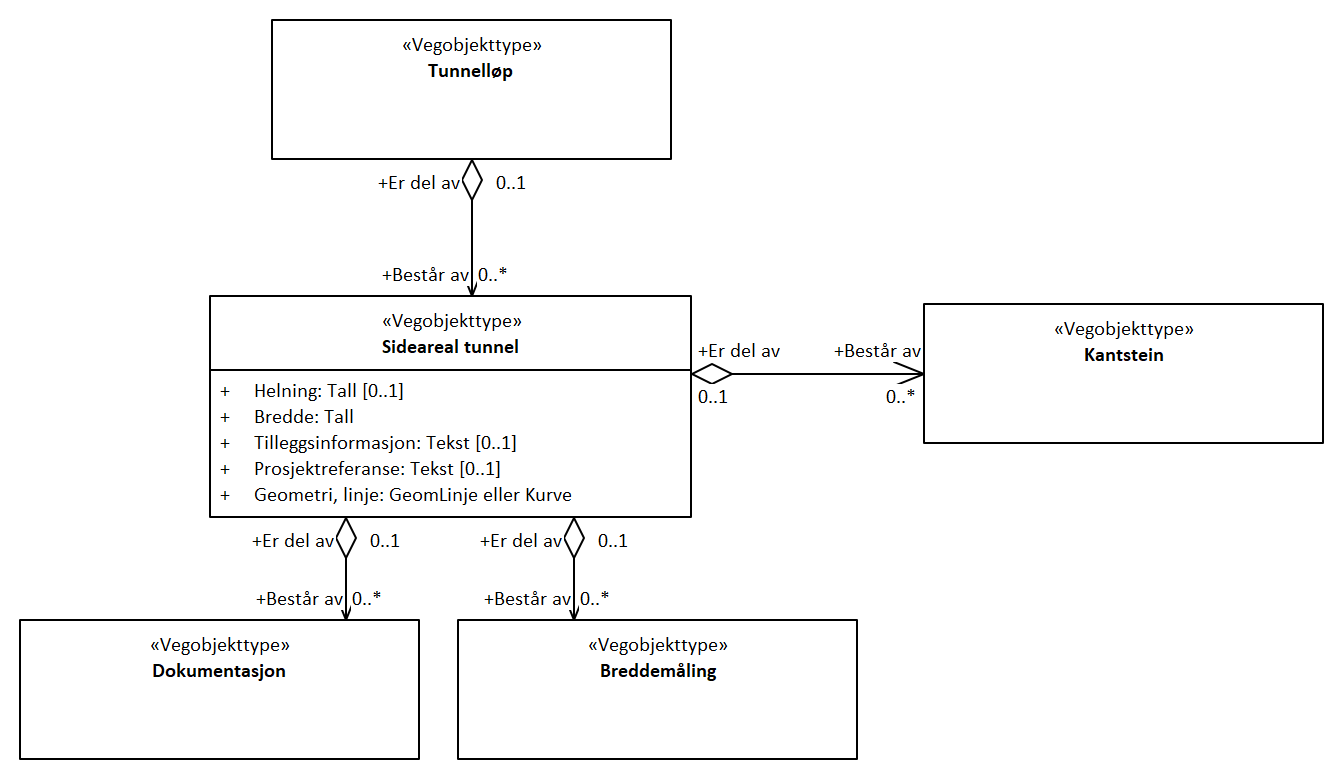 «Vegobjekttype»
Tunnelløp
+Er del av 0..1
+Består av 0..*
«Vegobjekttype»
Sideareal tunnel
+ Helning: Tall [0..1]
+ Bredde: Tall
+ Tilleggsinformasjon: Tekst [0..1]
+ Prosjektreferanse: Tekst [0..1]
+ Geometri, linje: GeomLinje eller Kurve
+Er del av +Består av
0..1 0..*
«Vegobjekttype»
Kantstein
+Er del av 0..1
+Består av 0..*
+Er del av 0..1
+Består av 0..*
«Vegobjekttype»
Dokumentasjon
«Vegobjekttype»
Breddemåling